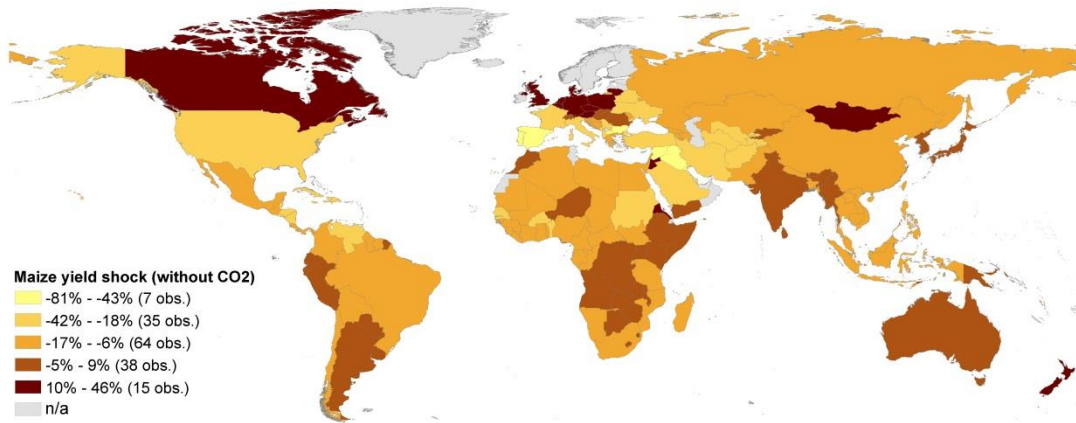 Maize yield shock (without CO2)
-81% - -43% (7 obs.)
-42% - -18% (35 obs.)
-17% - -6% (64 obs.)
-5% - 9% (38 obs.)
10% - 46% (15 obs.)
n/a